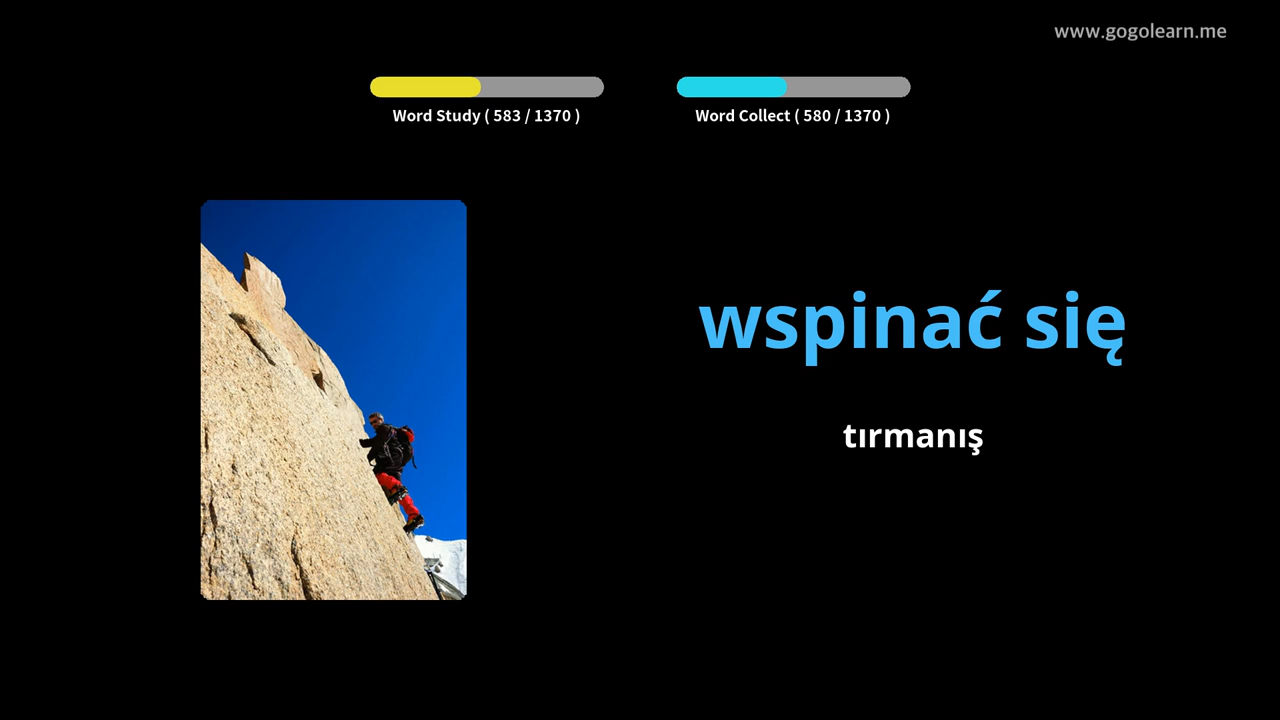 www.gogolearn.me
Word Study ( 583 / 1370 )
Word Collect ( 580 / 1370 )
wspinać się
tırmanış